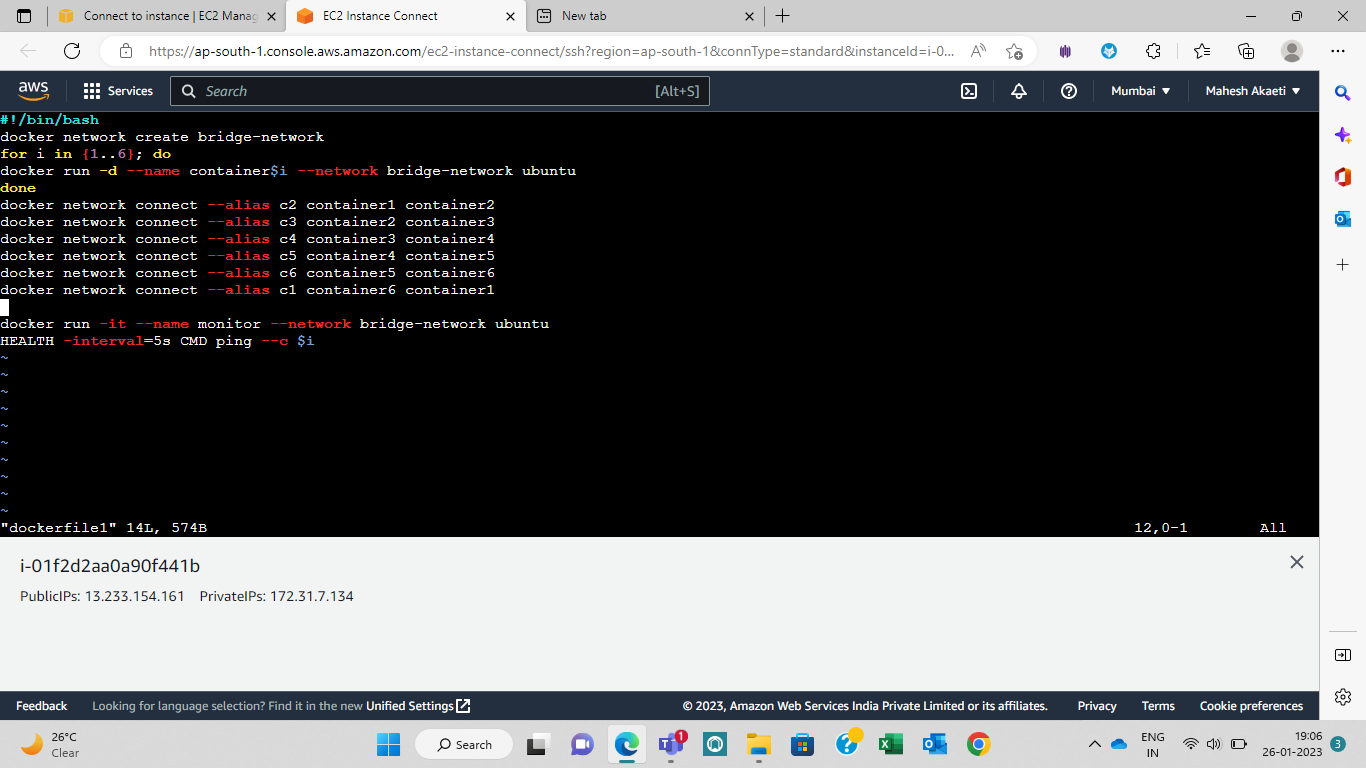 Connect to instance | EC2 Manag
EC2 Instance Connect
New tab
https://ap-south-1.console.aws.amazon.com/ec2-instance-connect/ssh?region=ap-south-1&connType=standard&instanceId=i-0...
aws
Services
Search
[Alt+S]
Mumbai
Mahesh Akaeti
#!/bin/bash
docker network create bridge-network
for i in {1..6}; do
docker run -d --name container$i --network bridge-network ubuntu
done
docker network connect --alias c2 container1 container2
docker network connect --alias c3 container2 container3
docker network connect --alias c4 container3 container4
docker network connect --alias c5 container4 container5
docker network connect --alias c6 container5 container6
docker network connect --alias c1 container6 container1
docker run -it --name monitor --network bridge-network ubuntu
HEALTH -interval=5s CMD ping --c $i
~
~
~
~
~
~
~
~
~
~
"dockerfile1" 14L, 574B 12,0-1 All
i-01f2d2aa0a90f441b
PublicIPs: 13.233.154.161 PrivateIPs: 172.31.7.134
Feedback Looking for language selection? Find it in the new Unified Settings © 2023, Amazon Web Services India Private Limited or its affiliates. Privacy Terms Cookie preferences
26°C
Clear
Search
1
ENG
IN
19:06
26-01-2023
3